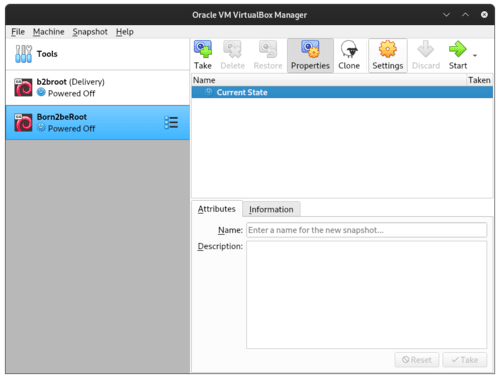 Oracle VM VirtualBox Manager
File Machine Snapshot Help
Tools
b2broot (Delivery)
Powered Off
Born2beRoot
Powered Off
Take Delete Restore Properties Clone Settings Discard Start
Name Taken
Current State
Attributes Information
Name: Enter a name for the new snapshot...
Description:
Reset Take